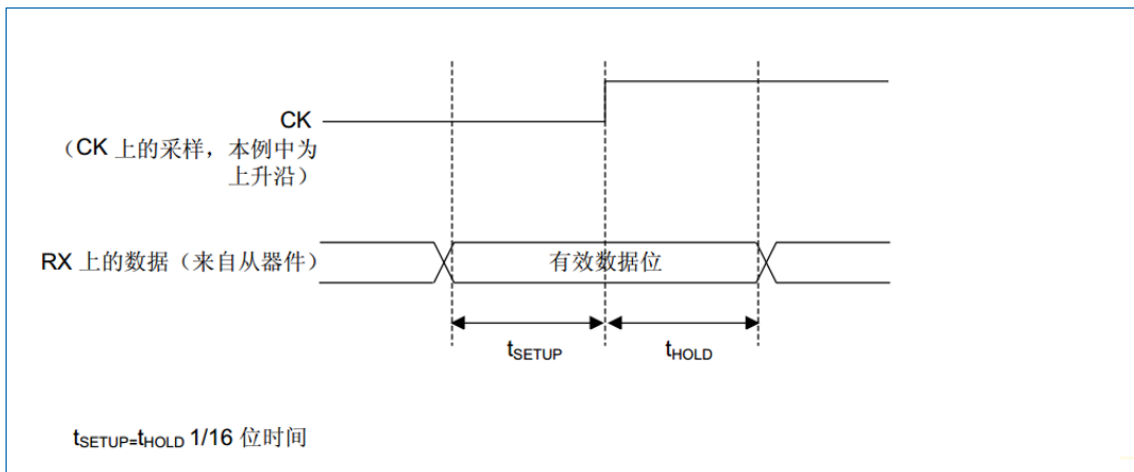 CK
（CK 上的采样，本例中为
上升沿）
RX 上的数据（来自从器件）
有效数据位
tSETUP
tHOLD
tSETUP=tHOLD 1/16 位时间